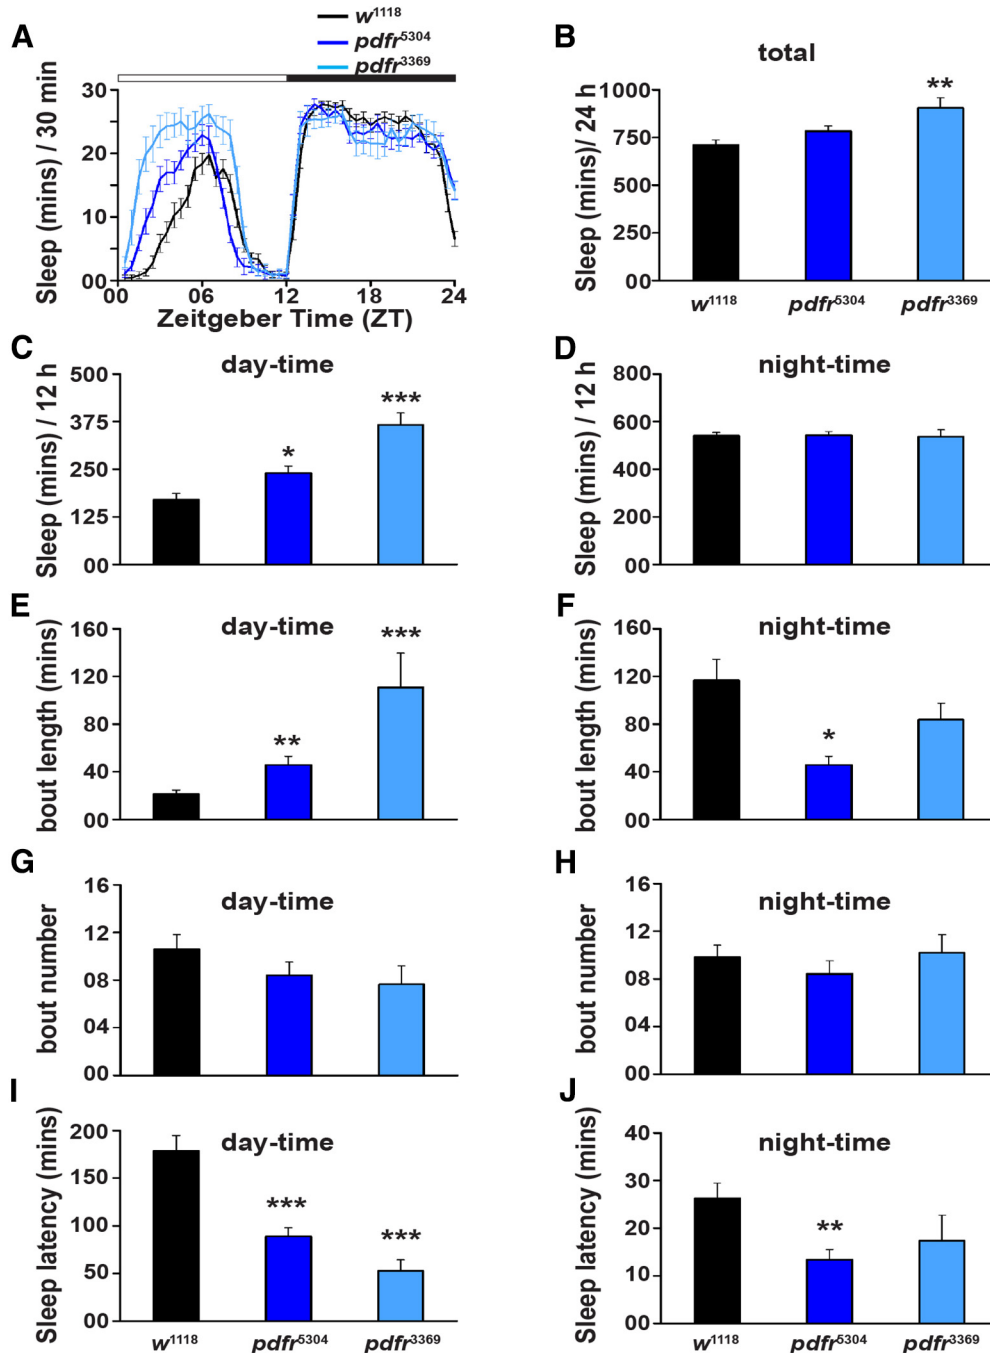 A
w1118
pdfr5304
pdfr3369
Sleep (mins) / 30 min
30
20
10
00
00 06 12 18 24
Zeitgeber Time (ZT)
B
total
Sleep (mins)/ 24 h
1000
750
500
250
00
**
w1118 pdfr5304 pdfr3369
C
day-time
Sleep (mins) / 12 h
500
375
250
125
00
*
***
D
night-time
Sleep (mins) / 12 h
800
600
400
200
00
E
day-time
bout length (mins)
160
120
80
40
00
**
***
F
night-time
bout length (mins)
160
120
80
40
00
*
G
day-time
bout number
16
12
08
04
00
H
night-time
bout number
16
12
08
04
00
I
day-time
Sleep latency (mins)
200
150
100
50
00
***
***
w1118 pdfr5304 pdfr3369
J
night-time
Sleep latency (mins)
40
30
20
10
00
**
w1118 pdfr5304 pdfr3369